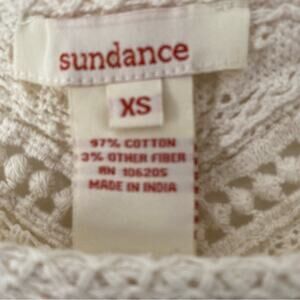 sundance
XS
97% COTTON
3% OTHER FIBER
RN 106205
MADE IN INDIA